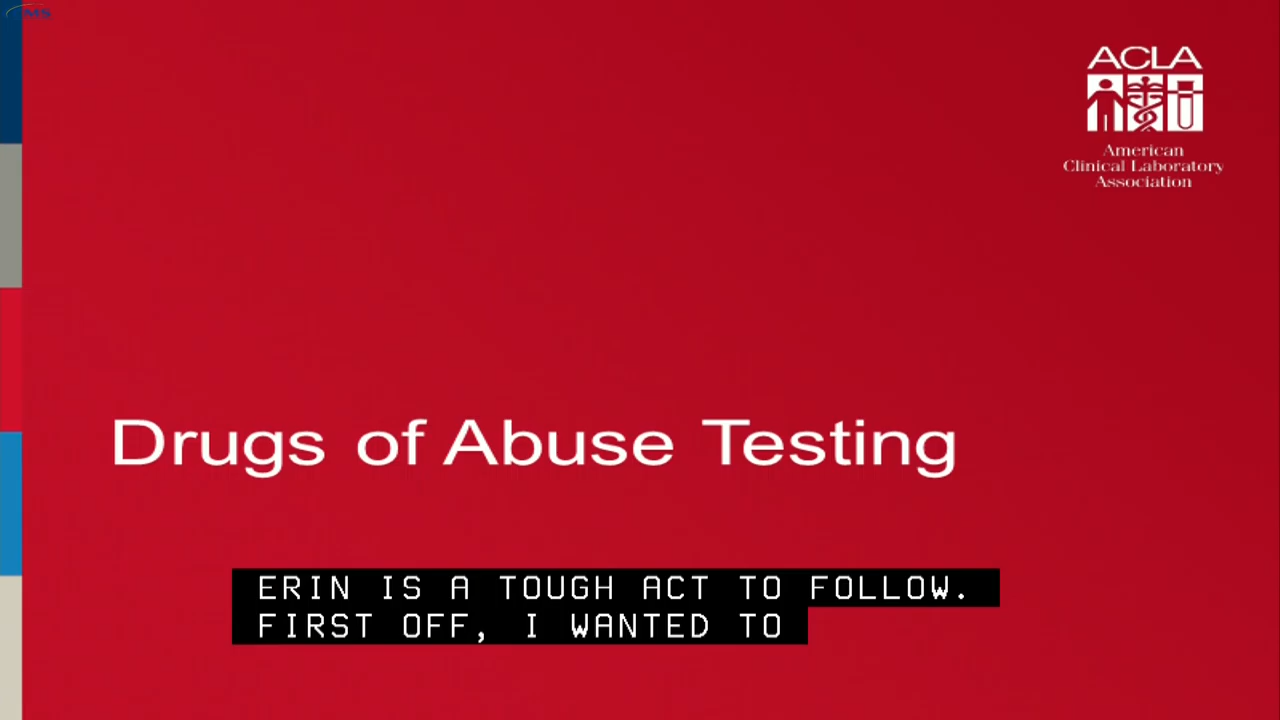 CMS
ACLA
American
Clinical Laboratory
Association
Drugs of Abuse Testing
ERIN IS A TOUGH ACT TO FOLLOW.
FIRST OFF, I WANTED TO